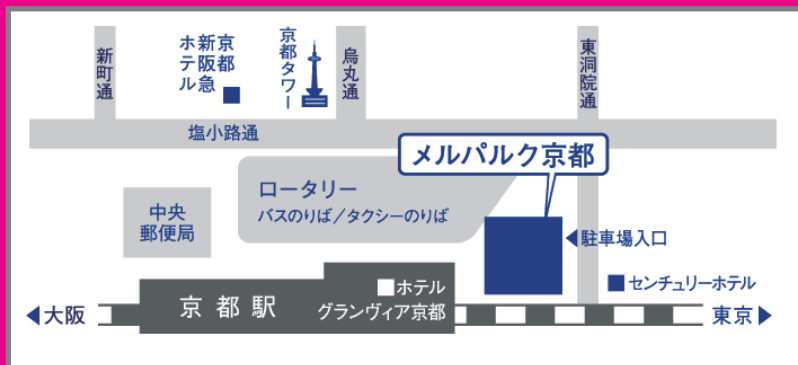 新町通
京都
新阪急
ホテル
京都タワー
烏丸通
東洞院通
塩小路通
メルパルク京都
ロータリー
バスのりば／タクシーのりば
中央
郵便局
◀駐車場入口
センチュリーホテル
ホテル
グランヴィア京都
京都駅
◀大阪
東京▶